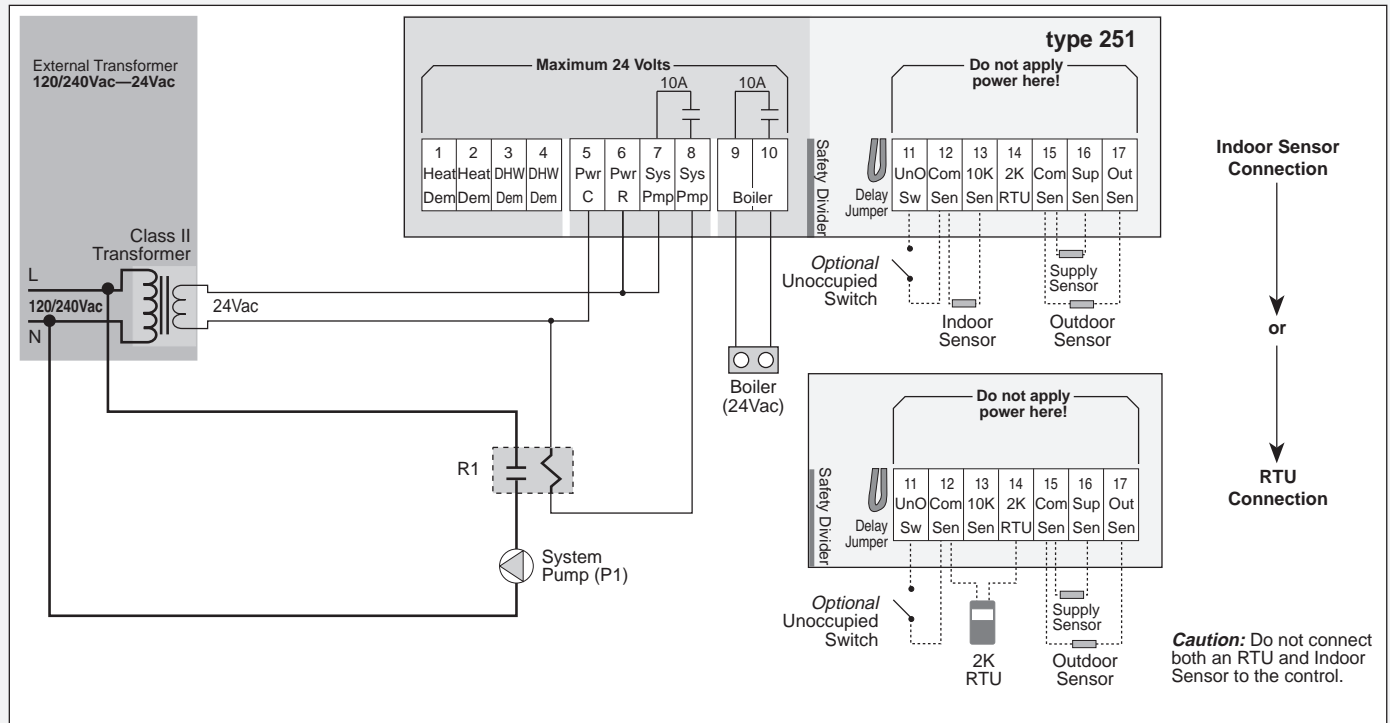 External Transformer
120/240Vac—24Vac
Class II
Transformer
L
120/240Vac
N
24Vac
type 251
Maximum 24 Volts
10A
10A
Do not apply
power here!
1 2 3 4 5 6 7 8 9 10
Heat Heat DHW DHW Pwr Pwr Sys Sys
Dem Dem Dem Dem C R Pmp Pmp Boiler
Safety Divider
Delay
Jumper
11 12 13 14 15 16 17
UnO Com 10K 2K Com Sup Out
Sw Sen Sen RTU Sen Sen Sen
Optional
Unoccupied
Switch
Indoor
Sensor
Supply
Sensor
Outdoor
Sensor
Boiler
(24Vac)
R1
System
Pump (P1)
Indoor Sensor
Connection
or
RTU
Connection
Do not apply
power here!
Safety Divider
Delay
Jumper
11 12 13 14 15 16 17
UnO Com 10K 2K Com Sup Out
Sw Sen Sen RTU Sen Sen Sen
Optional
Unoccupied
Switch
2K
RTU
Supply
Sensor
Outdoor
Sensor
Caution: Do not connect
both an RTU and Indoor
Sensor to the control.